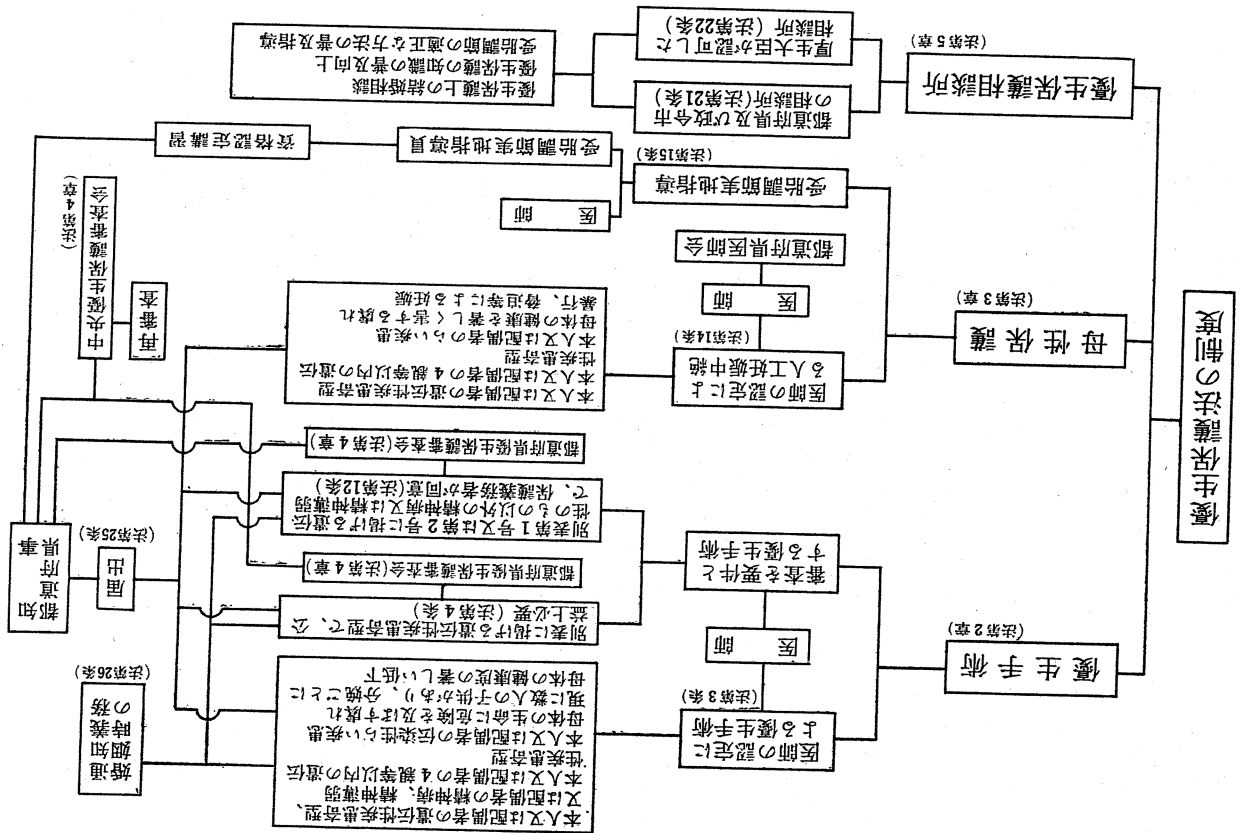 優生保護法の制度
優生手術
(法第2章)
医師の認定に
よる優生手術
(法第3条)
医師
本人又は配偶者の遺伝性疾患奇型、
又は配偶者の精神病、精神薄弱
本人又は配偶者の4親等以内の遺伝
性疾患奇型
本人又は配偶者の伝染性らい疾患
母体の生命に危険を及ぼす虞れ
現に数人の子供があり、分娩ごとに
母体の健康度の著しい低下
審査を要件と
する優生手術
別表に掲げる遺伝性疾患奇型で、公
益上必要(法第4条)
都道府県優生保護審査会(法第4章)
別表第1号又は第2号に掲げる遺伝
性のもの以外の精神病又は精神薄弱
で、保護義務者が同意(法第12条)
都道府県優生保護審査会(法第4章)
婚姻時
の通知義務
(法第26条)
届出
(法第25条)
都道府
県知事
母性保護
(法第3章)
医師の認定によ
る人工妊娠中絶
(法第14条)
医師
都道府県医師会
本人又は配偶者の遺伝性疾患奇型
本人又は配偶者の4親等以内の遺伝
性疾患奇型
本人又は配偶者のらい疾患
母体の健康を著しく害する虞れ
暴行、脅迫等による妊娠
再審査
中央優生保護審査会
(法第4章)
受胎調節実地指導
(法第15条)
医師
受胎調節実地指導員
資格認定講習
優生保護相談所
(法第5章)
都道府県及び政令市
の相談所(法第21条)
厚生大臣が認可した
相談所(法第22条)
優生保護上の結婚相談
優生保護の知識の普及向上
受胎調節の適正な方法の普及指導